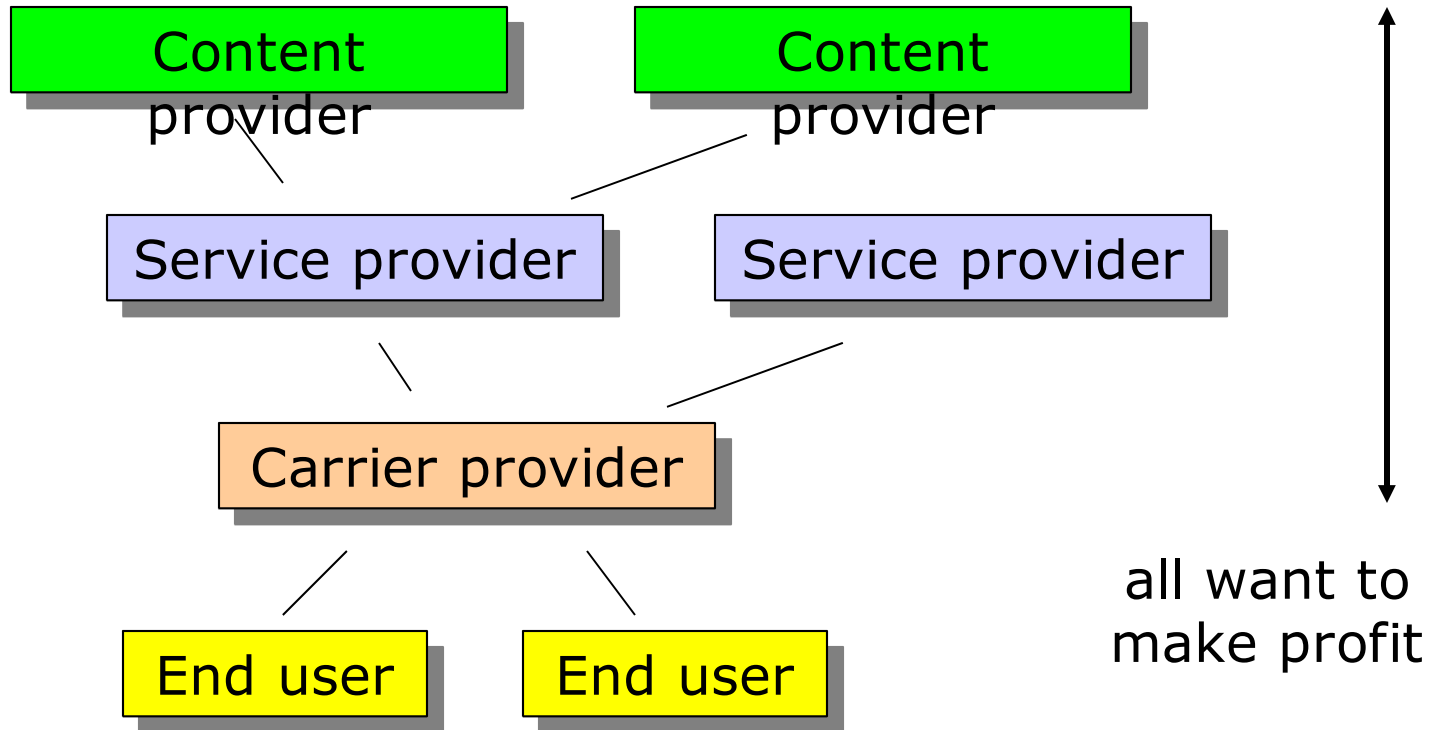 Content
provider
Content
provider
Service provider
Service provider
Carrier provider
all want to
make profit
End user
End user